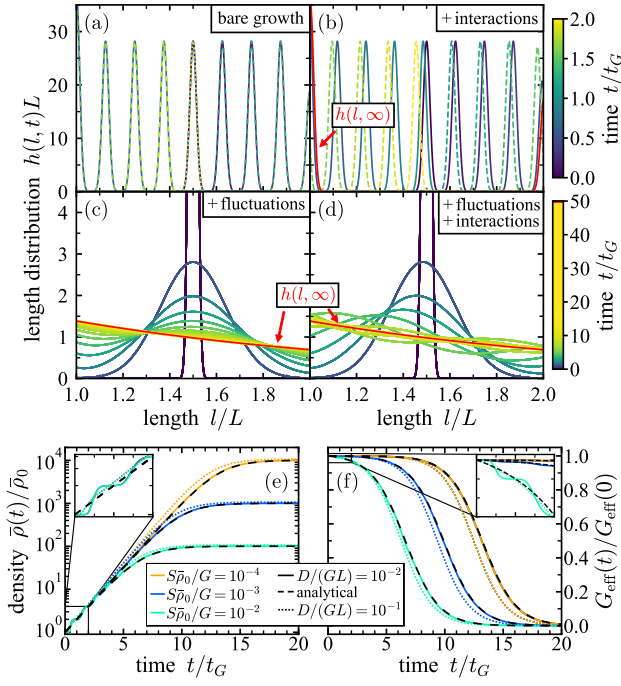 (a) bare growth
(b) + interactions
h(l, ∞)
length distribution h(l, t)L
0
10
20
30
time t/t_G
0.0
0.5
1.0
1.5
2.0
(c) + fluctuations
(d) + fluctuations
+ interactions
h(l, ∞)
h(l, ∞)
0
1
2
3
4
time t/t_G
0
10
20
30
40
50
1.0 1.2 1.4 1.6 1.8 1.0 1.2 1.4 1.6 1.8 2.0
length l/L
length l/L
(e)
(f)
density ρ̄(t)/ρ̄₀
10⁰
10¹
10²
10³
10⁴
G_eff(t)/G_eff(0)
0.0
0.2
0.4
0.6
0.8
1.0
Sρ̄₀/G = 10⁻⁴
Sρ̄₀/G = 10⁻³
Sρ̄₀/G = 10⁻²
D/(GL) = 10⁻²
analytical
D/(GL) = 10⁻¹
0 5 10 15 20 0 5 10 15 20
time t/t_G
time t/t_G